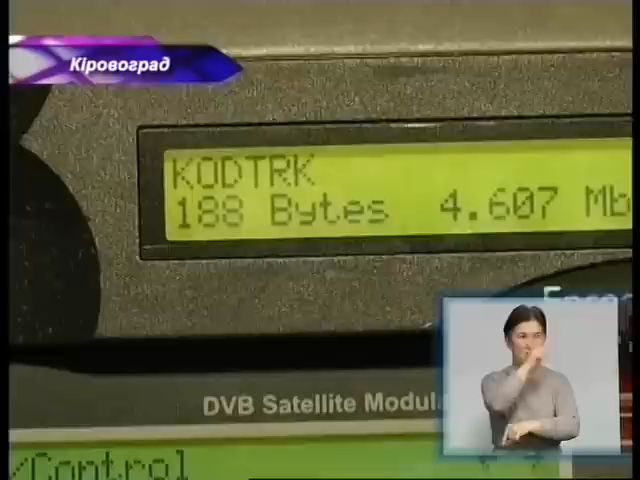 Кіровоград
KODTRK
188 Bytes 4.607 Mb
DVB Satellite Modul
/Control